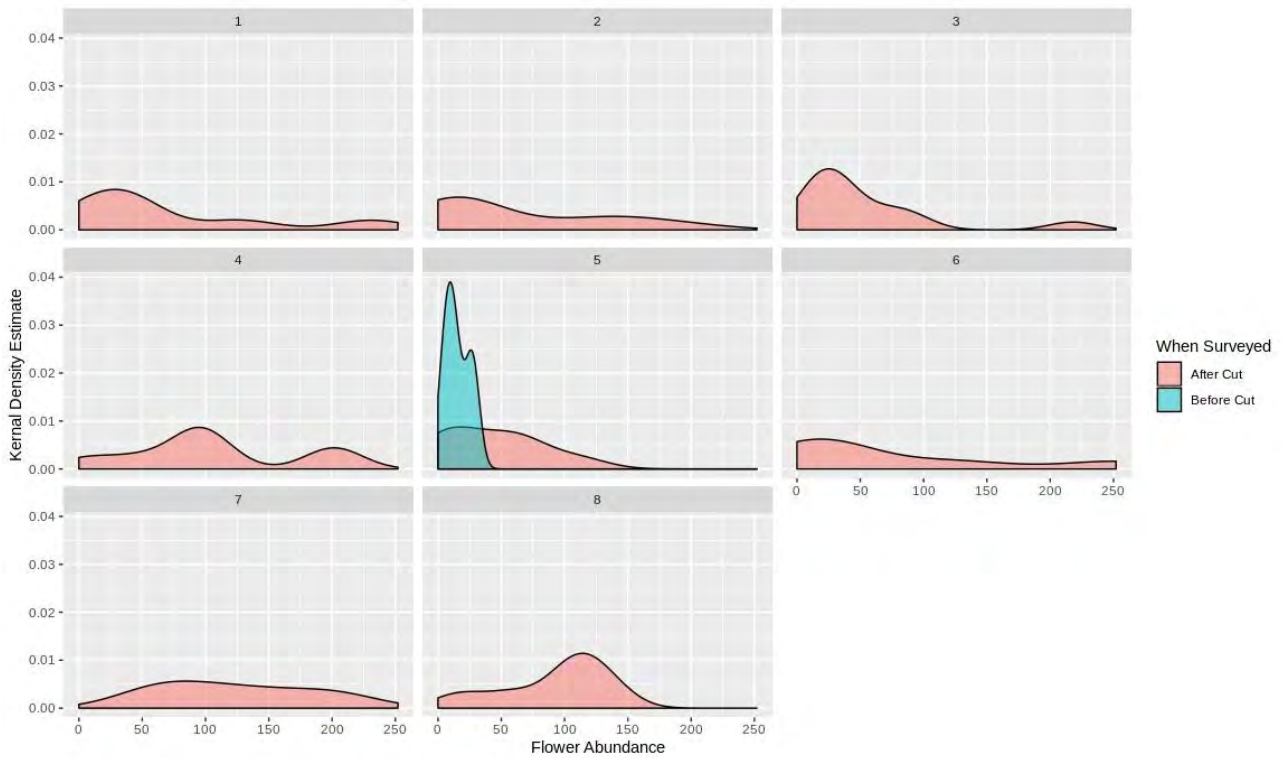 1 2 3
0.04
0.03
0.02
0.01
0.00
4 5 6
0.04
0.03
0.02
0.01
0.00
0 50 100 150 200 250
7 8
0.04
0.03
0.02
0.01
0.00
0 50 100 150 200 250 0 50 100 150 200 250
Flower Abundance
Kernal Density Estimate
When Surveyed
After Cut
Before Cut